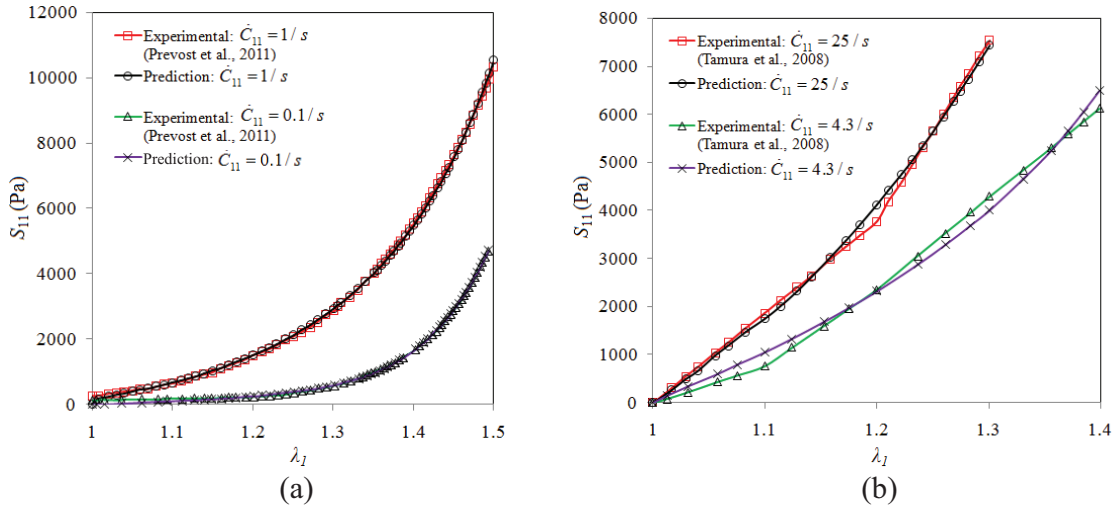 12000
10000
8000
6000
4000
2000
0
S11 (Pa)
Experimental: Ċ11 = 1/ s
(Prevost et al., 2011)
Prediction: Ċ11 = 1/ s
Experimental: Ċ11 = 0.1/ s
(Prevost et al., 2011)
Prediction: Ċ11 = 0.1/ s
1 1.1 1.2 1.3 1.4 1.5
λ1
(a)
8000
7000
6000
5000
4000
3000
2000
1000
0
S11 (Pa)
Experimental: Ċ11 = 25/ s
(Tamura et al., 2008)
Prediction: Ċ11 = 25/ s
Experimental: Ċ11 = 4.3/ s
(Tamura et al., 2008)
Prediction: Ċ11 = 4.3/ s
1 1.1 1.2 1.3 1.4
λ1
(b)